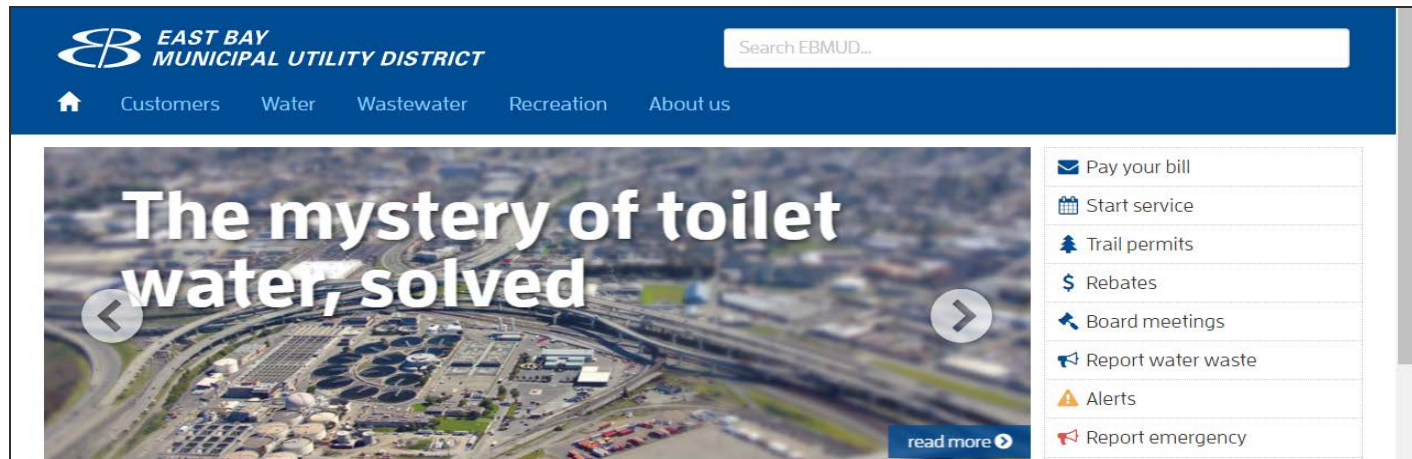 EAST BAY
MUNICIPAL UTILITY DISTRICT
Search EBMUD...
Customers Water Wastewater Recreation About us
The mystery of toilet
water, solved
read more
Pay your bill
Start service
Trail permits
Rebates
Board meetings
Report water waste
Alerts
Report emergency